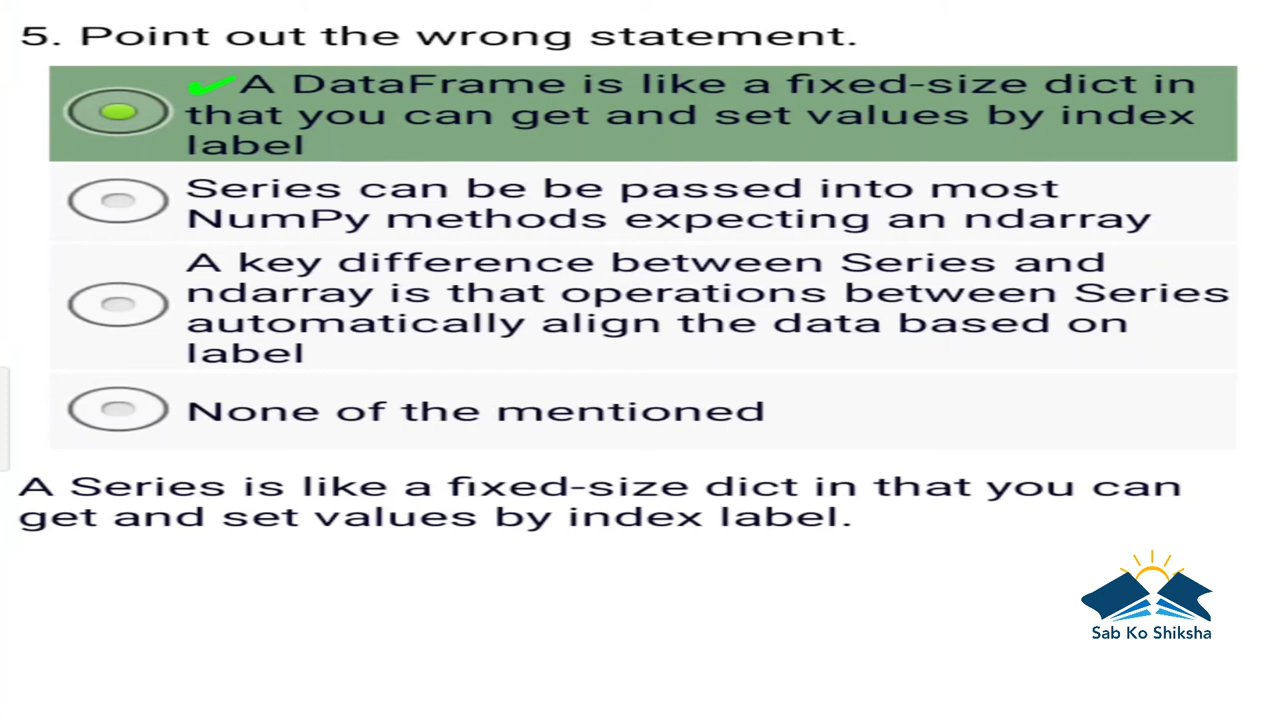 5. Point out the wrong statement.
✔A DataFrame is like a fixed-size dict in
that you can get and set values by index
label
Series can be be passed into most
NumPy methods expecting an ndarray
A key difference between Series and
ndarray is that operations between Series
automatically align the data based on
label
None of the mentioned
A Series is like a fixed-size dict in that you can
get and set values by index label.
Sab Ko Shiksha